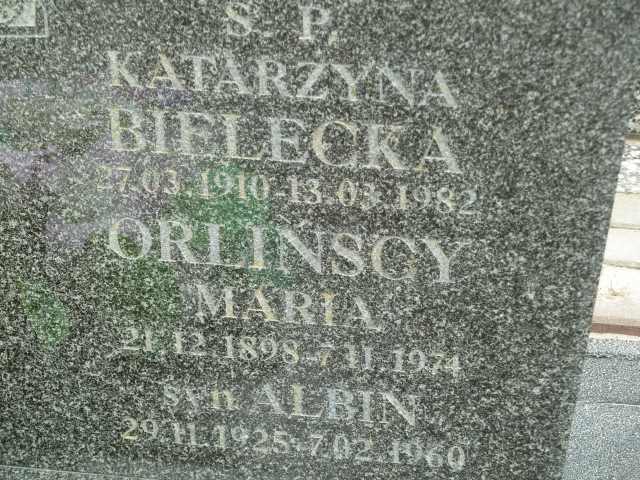 Ś. P.
KATARZYNA
BIELECKA
27.03.1910-13.03.1982
ORLIŃSCY
MARIA
21.12.1898-7.11.1974
syn ALBIN
29.11.1925-7.02.1960